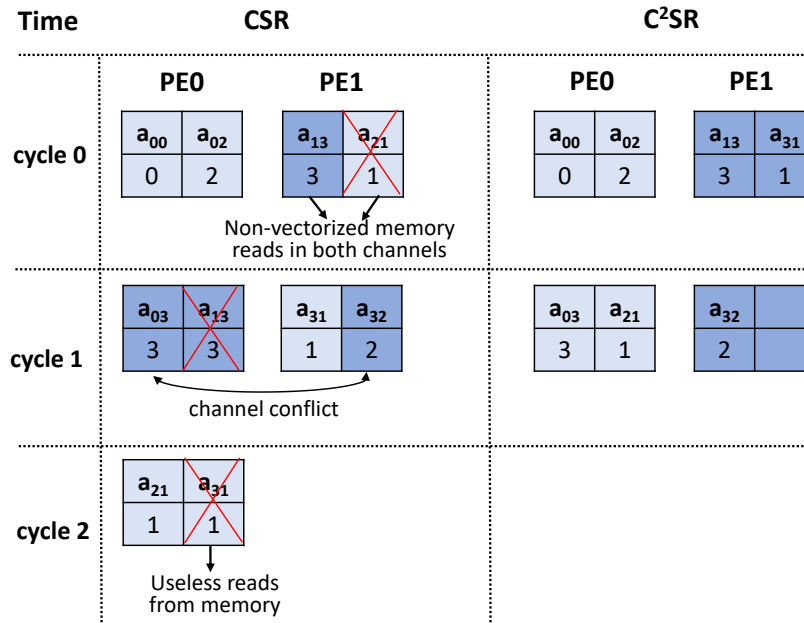 Time CSR C²SR
PE0 PE1 PE0 PE1
cycle 0
a₀₀ a₀₂ a₁₃ a₂₁ a₀₀ a₀₂ a₁₃ a₃₁
0 2 3 1 0 2 3 1
Non-vectorized memory
reads in both channels
cycle 1
a₀₃ a₁₃ a₃₁ a₃₂ a₀₃ a₂₁ a₃₂
3 3 1 2 3 1 2
channel conflict
cycle 2
a₂₁ a₃₁
1 1
Useless reads
from memory